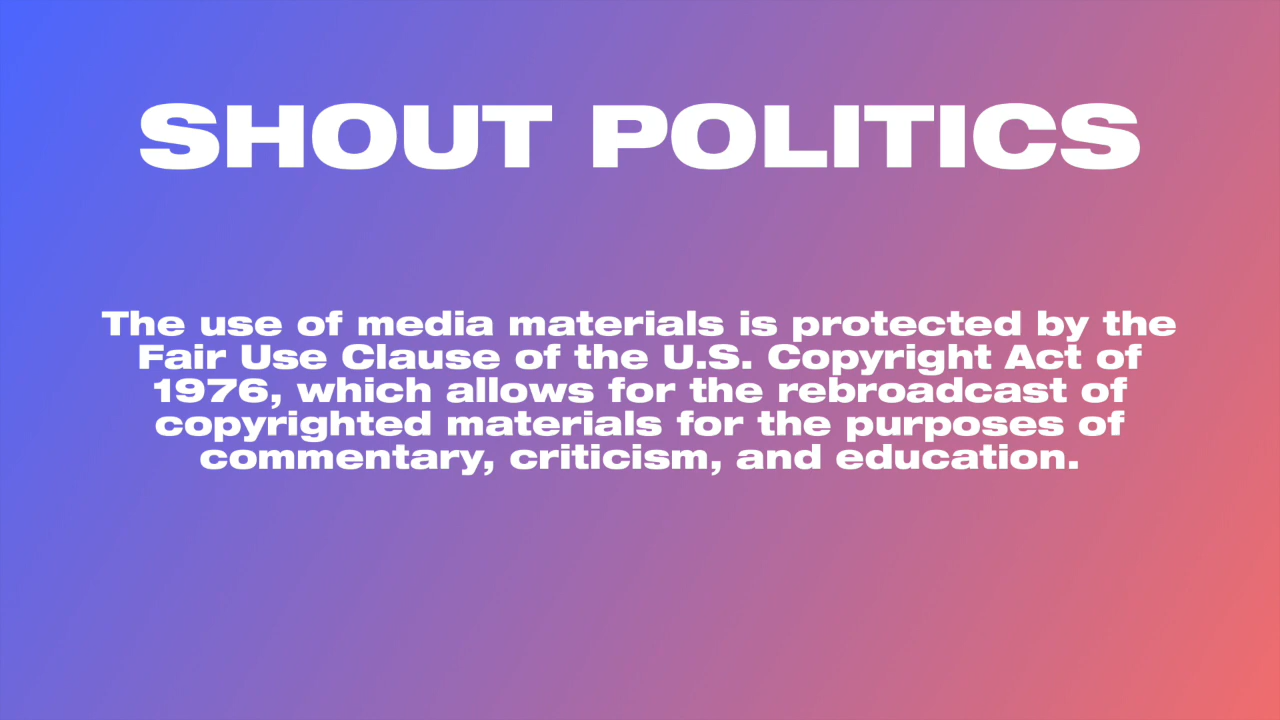 SHOUT POLITICS
The use of media materials is protected by the
Fair Use Clause of the U.S. Copyright Act of
1976, which allows for the rebroadcast of
copyrighted materials for the purposes of
commentary, criticism, and education.